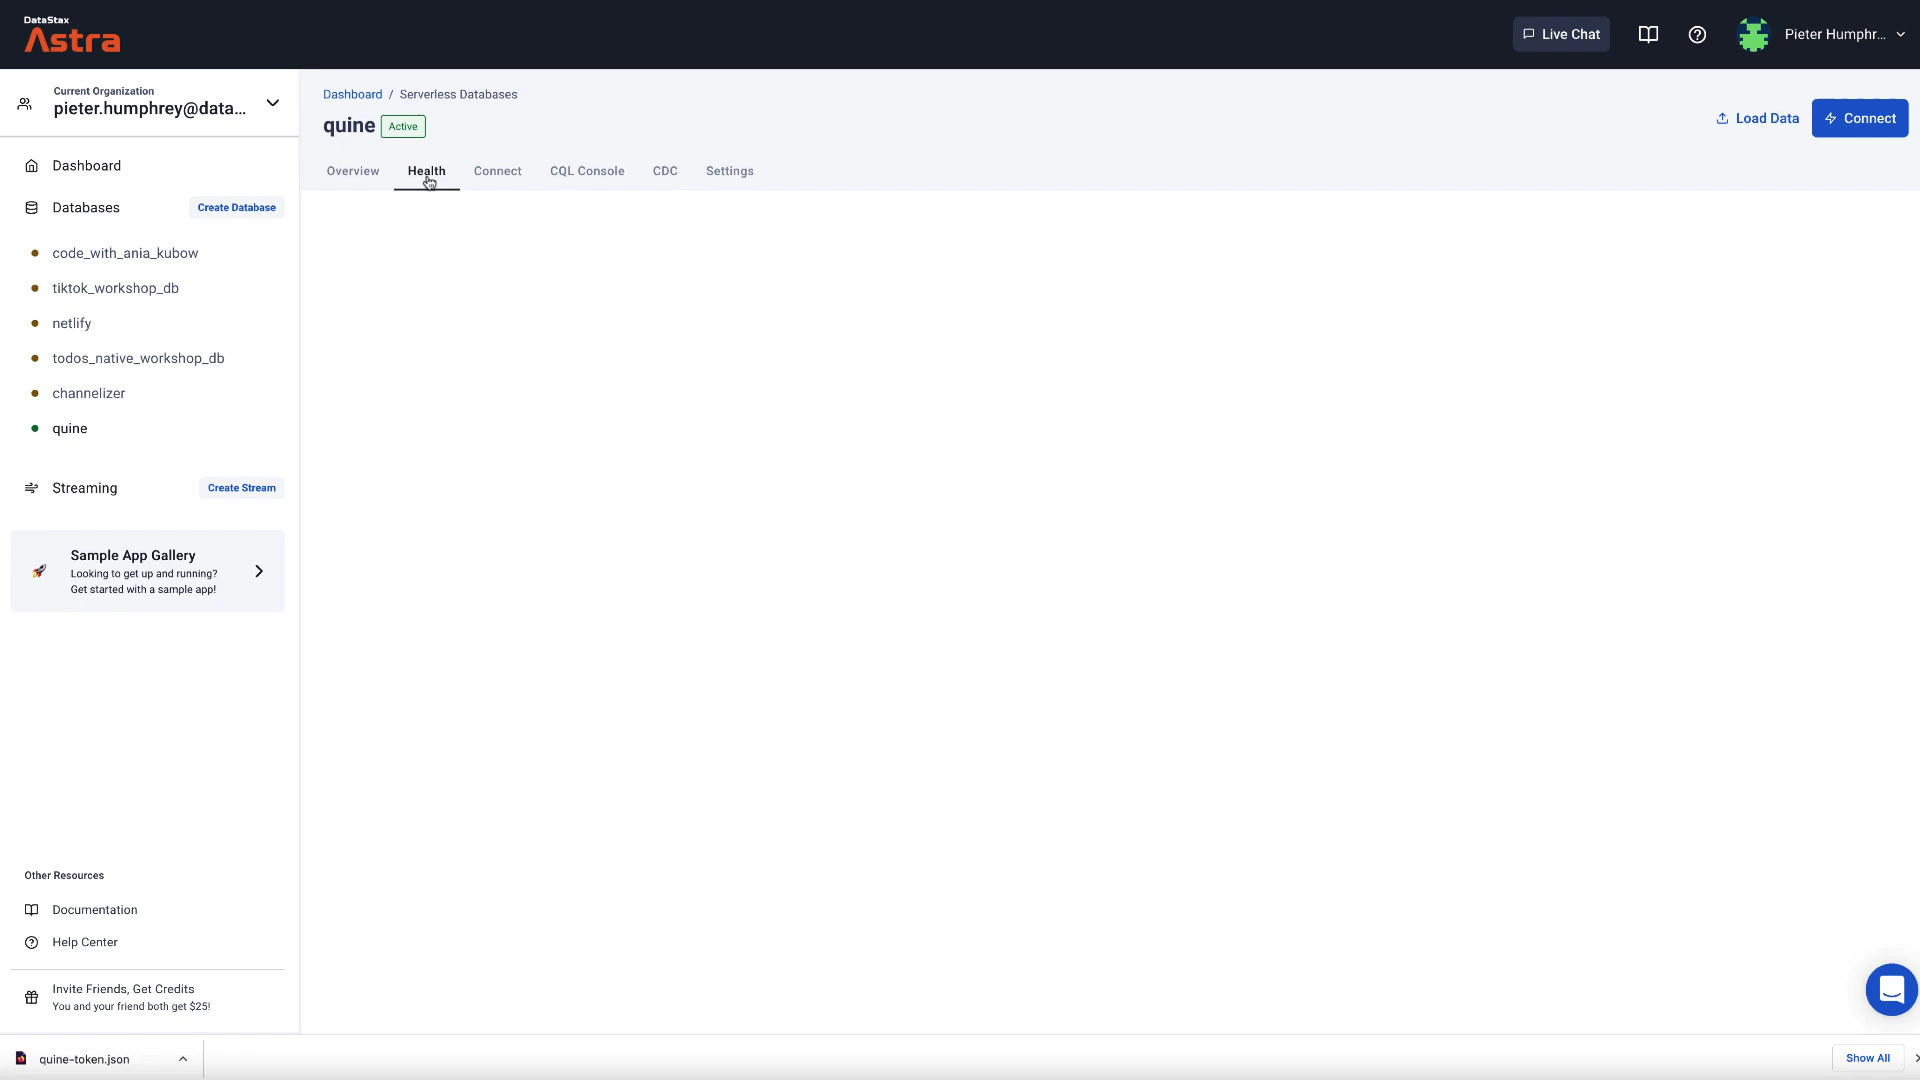 DataStax
Astra
Live Chat
Pieter Humphr...
Current Organization
pieter.humphrey@data...
Dashboard
Databases
Create Database
code_with_ania_kubow
tiktok_workshop_db
netlify
todos_native_workshop_db
channelizer
quine
Streaming
Create Stream
Sample App Gallery
Looking to get up and running?
Get started with a sample app!
Other Resources
Documentation
Help Center
Invite Friends, Get Credits
You and your friend both get $25!
Dashboard / Serverless Databases
quine Active
Load Data
Connect
Overview Health Connect CQL Console CDC Settings
quine-token.json
Show All